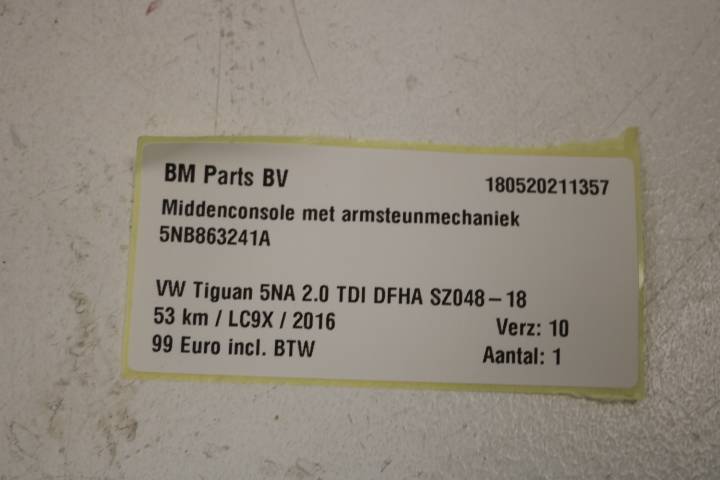 BM Parts BV 180520211357
Middenconsole met armsteunmechaniek
5NB863241A
VW Tiguan 5NA 2.0 TDI DFHA SZ048-18
53 km / LC9X / 2016 Verz: 10
99 Euro incl. BTW Aantal: 1